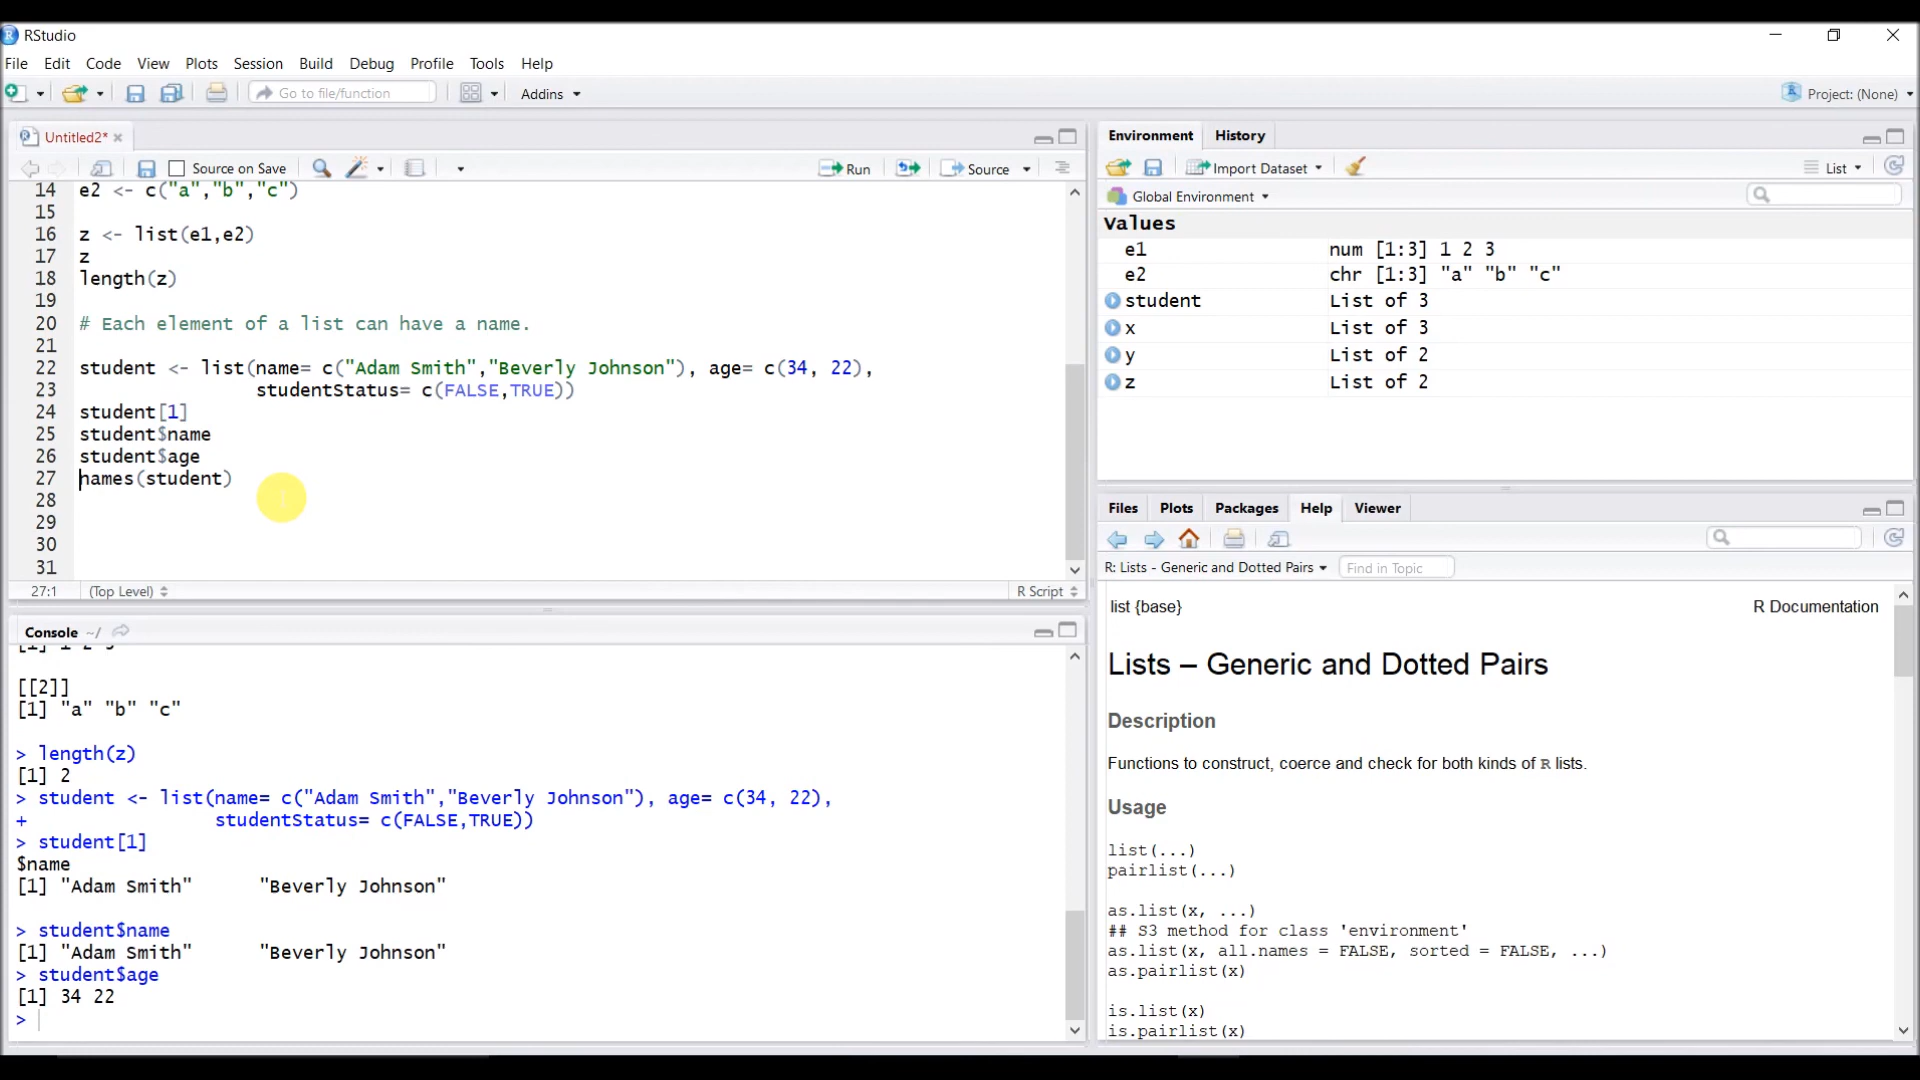 RStudio
File Edit Code View Plots Session Build Debug Profile Tools Help
Go to file/function Addins Project: (None)
Untitled2*
Source on Save Run Source
14 e2 <- c("a","b","c")
15
16 z <- list(e1,e2)
17 z
18 length(z)
19
20 # Each element of a list can have a name.
21
22 student <- list(name= c("Adam Smith","Beverly Johnson"), age= c(34, 22),
23 studentStatus= c(FALSE,TRUE))
24 student[1]
25 student$name
26 student$age
27 names(student)
28
29
30
31
27:1 (Top Level) R Script
Console ~/
[1] 1 2 3
[[2]]
[1] "a" "b" "c"
> length(z)
[1] 2
> student <- list(name= c("Adam Smith","Beverly Johnson"), age= c(34, 22),
+ studentStatus= c(FALSE,TRUE))
> student[1]
$name
[1] "Adam Smith" "Beverly Johnson"
> student$name
[1] "Adam Smith" "Beverly Johnson"
> student$age
[1] 34 22
>
Environment History
Import Dataset List
Global Environment
Values
e1 num [1:3] 1 2 3
e2 chr [1:3] "a" "b" "c"
student List of 3
x List of 3
y List of 2
z List of 2
Files Plots Packages Help Viewer
R: Lists - Generic and Dotted Pairs Find in Topic
list {base} R Documentation
Lists – Generic and Dotted Pairs
Description
Functions to construct, coerce and check for both kinds of R lists.
Usage
list(...)
pairlist(...)
as.list(x, ...)
## S3 method for class 'environment'
as.list(x, all.names = FALSE, sorted = FALSE, ...)
as.pairlist(x)
is.list(x)
is.pairlist(x)